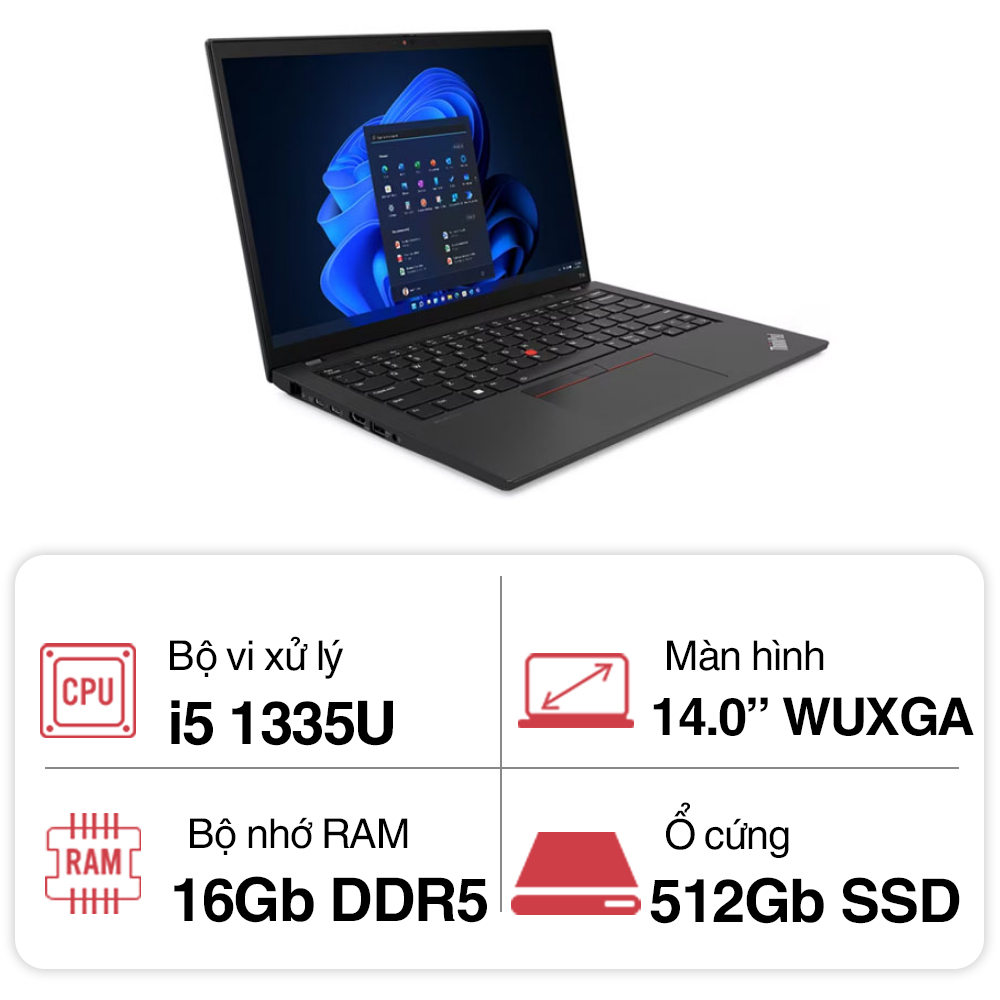 ThinkPad
CPU
Bộ vi xử lý
i5 1335U
Màn hình
14.0” WUXGA
RAM
Bộ nhớ RAM
16Gb DDR5
Ổ cứng
512Gb SSD